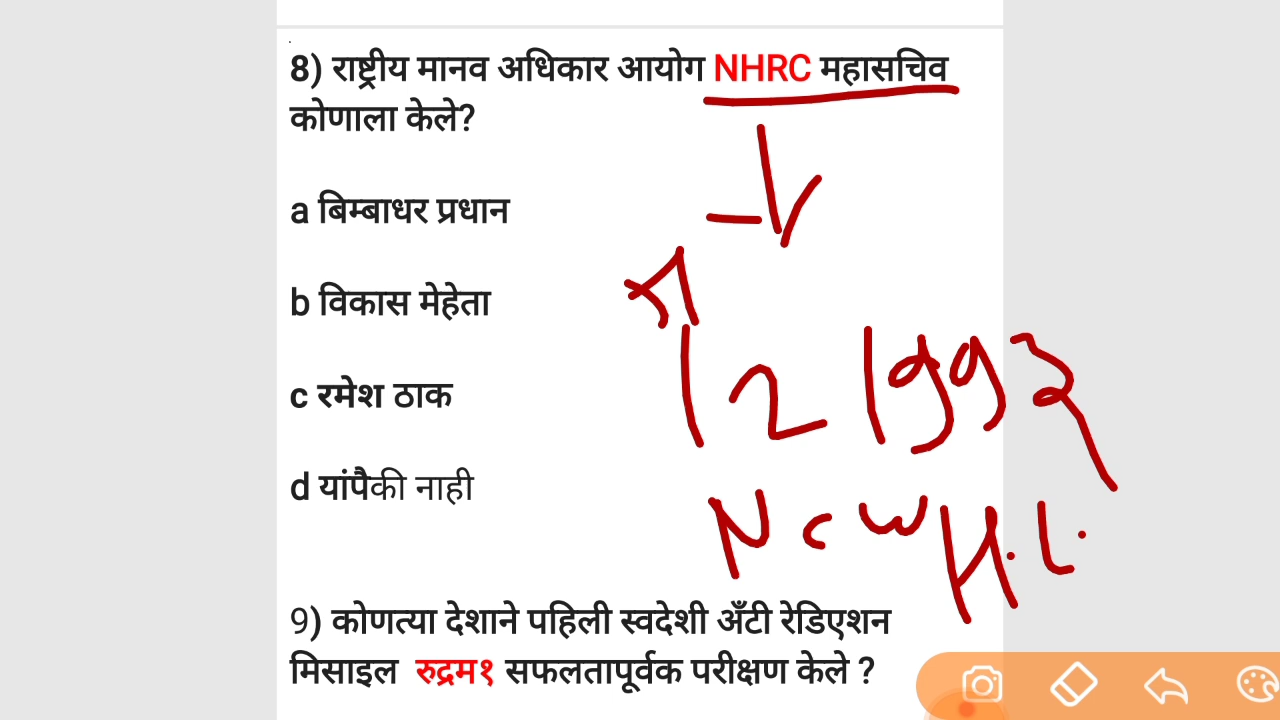 8) राष्ट्रीय मानव अधिकार आयोग NHRC महासचिव
कोणाला केले?
a बिम्बाधर प्रधान
b विकास मेहेता
c रमेश ठाक
d यांपैकी नाही
12 1993
9) कोणत्या देशाने पहिली स्वदेशी अँटी रेडिएशन
मिसाइल रुद्रम१ सफलतापूर्वक परीक्षण केले ?